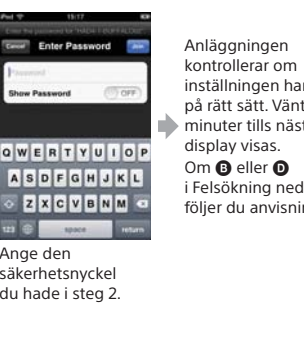 iPod 15:17
Enter the password for "HADA-1-BUFFALO02"
Cancel Enter Password Join
Password
Show Password OFF
Q W E R T Y U I O P
A S D F G H J K L
Z X C V B N M
123 space return
Ange den
säkerhetsnyckel
du hade i steg 2.
Anläggningen
kontrollerar om
inställningen har
på rätt sätt. Vänt
minuter tills näst
display visas.
Om B eller D
i Felsökning ned
följer du anvisnin